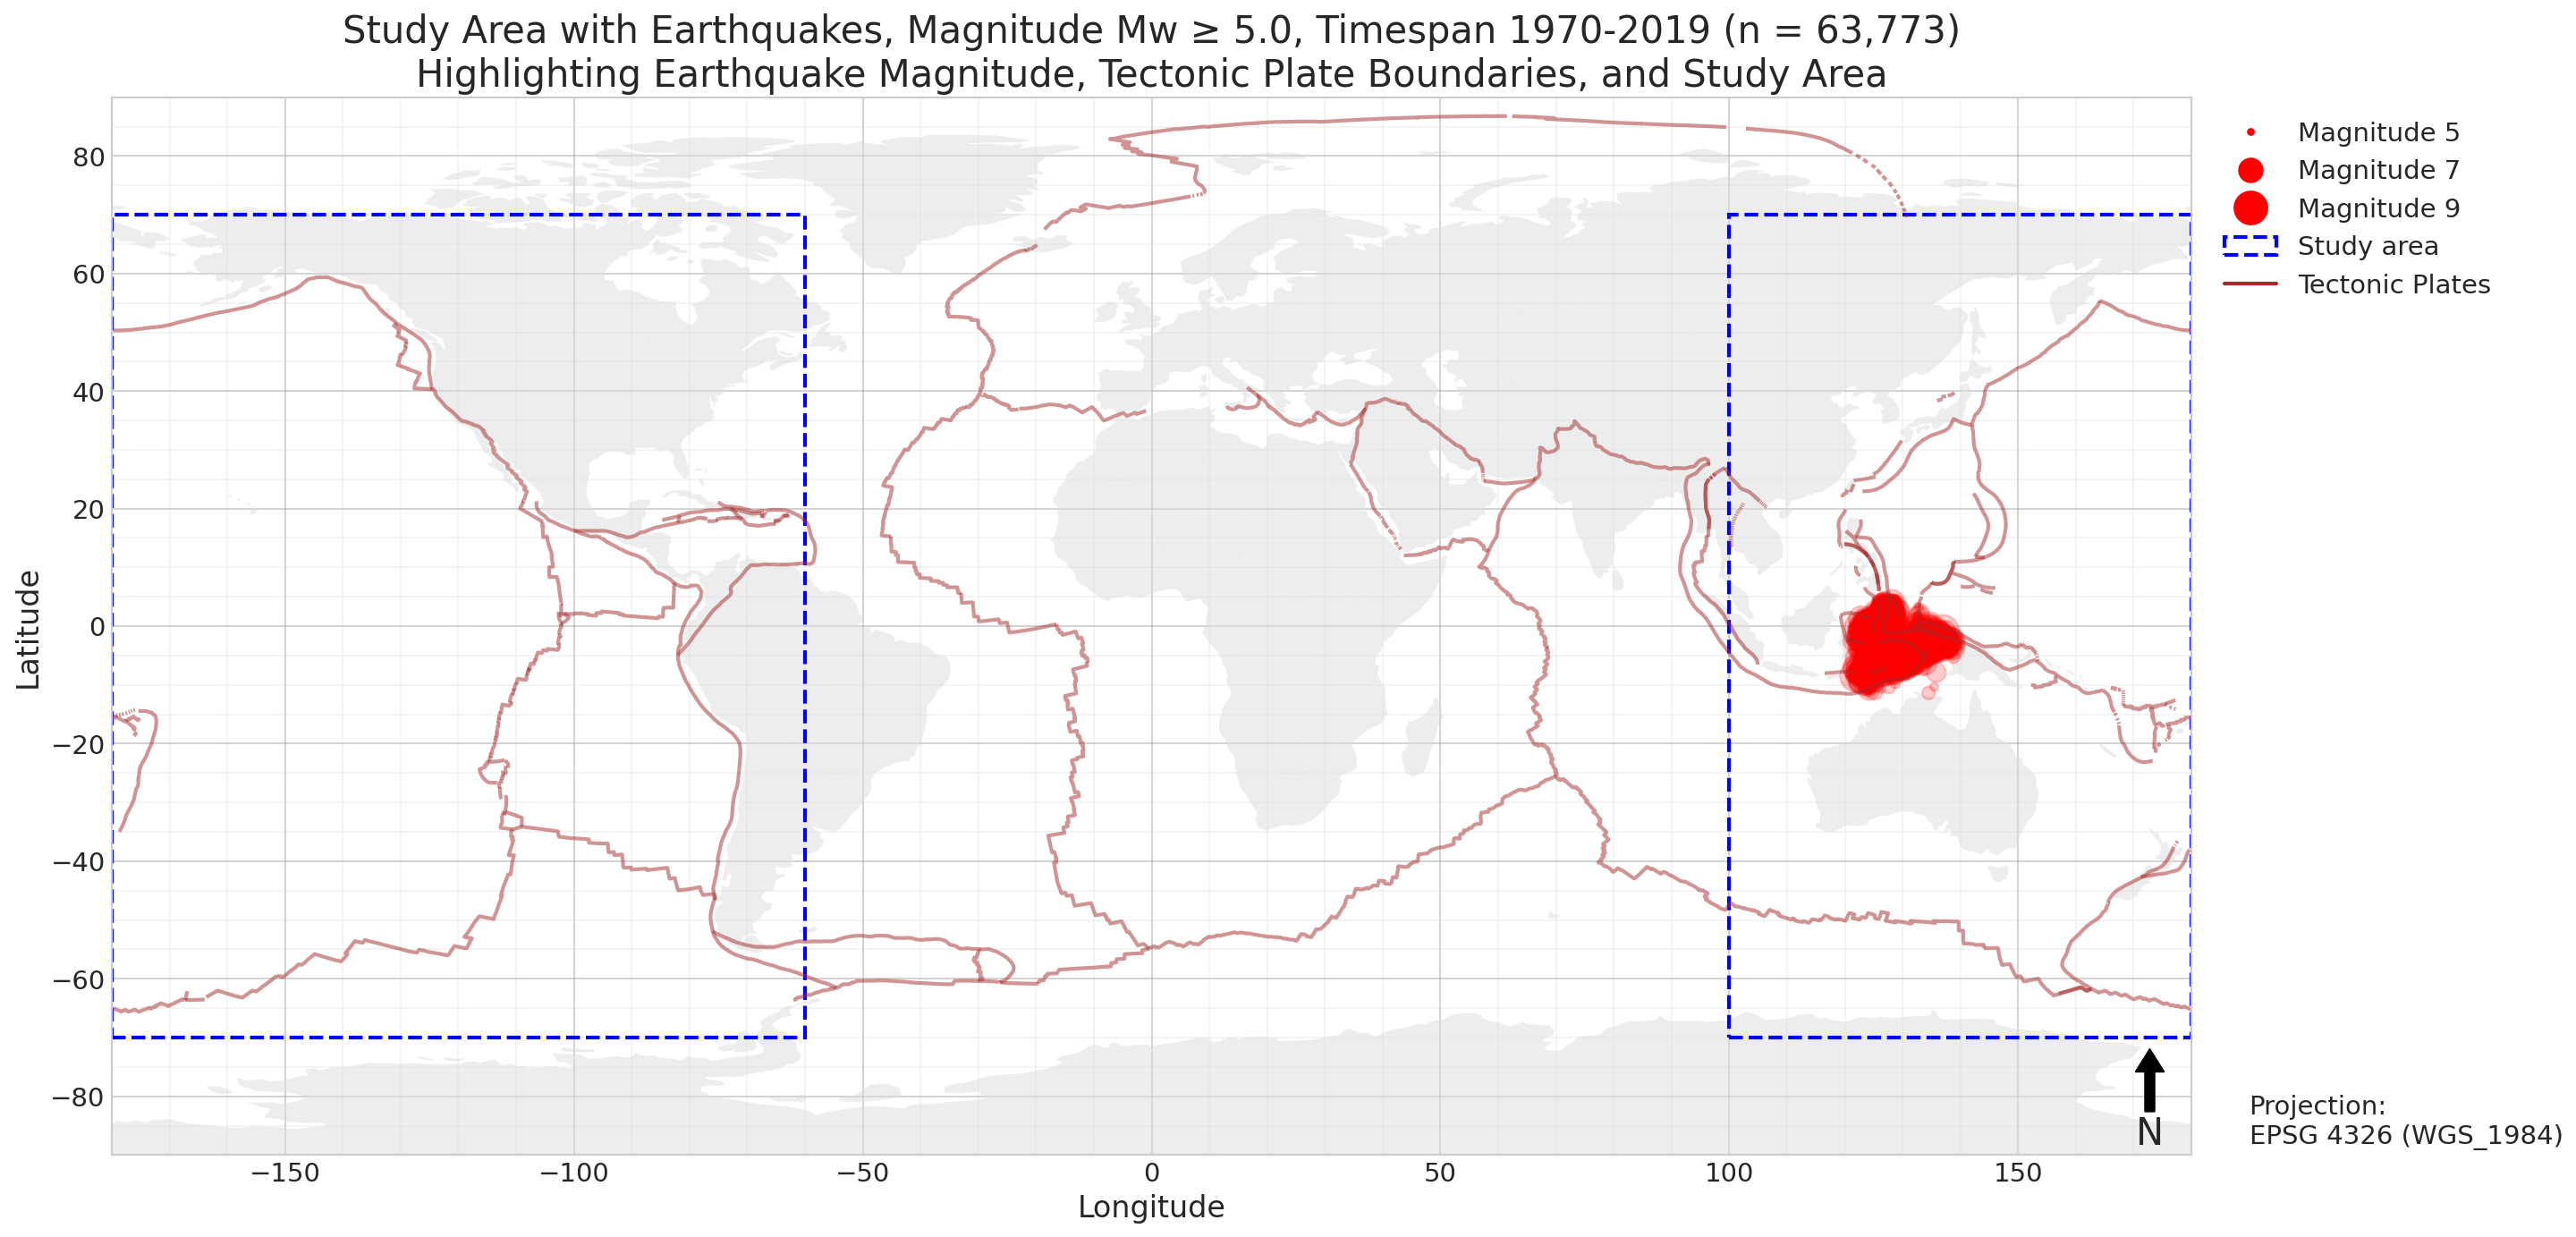 Study Area with Earthquakes, Magnitude Mw ≥ 5.0, Timespan 1970-2019 (n = 63,773)
Highlighting Earthquake Magnitude, Tectonic Plate Boundaries, and Study Area
Magnitude 5
Magnitude 7
Magnitude 9
Study area
Tectonic Plates
Latitude
80
60
40
20
0
−20
−40
−60
−80
N
Projection:
EPSG 4326 (WGS_1984)
−150 −100 −50 0 50 100 150
Longitude